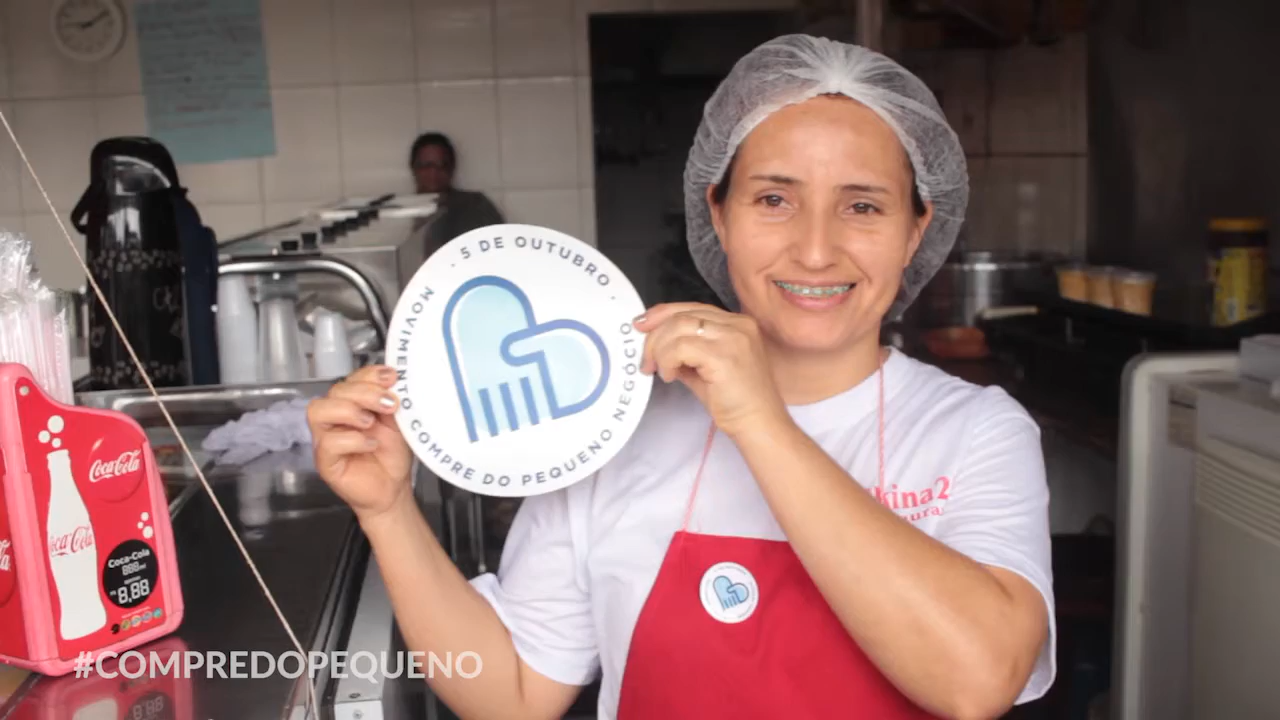 · 5 DE OUTUBRO ·
MOVIMENTO COMPRE DO PEQUENO NEGÓCIO
Coca-Cola
Coca-Cola
Coca-Cola
8,88
#COMPREDOPEQUENO